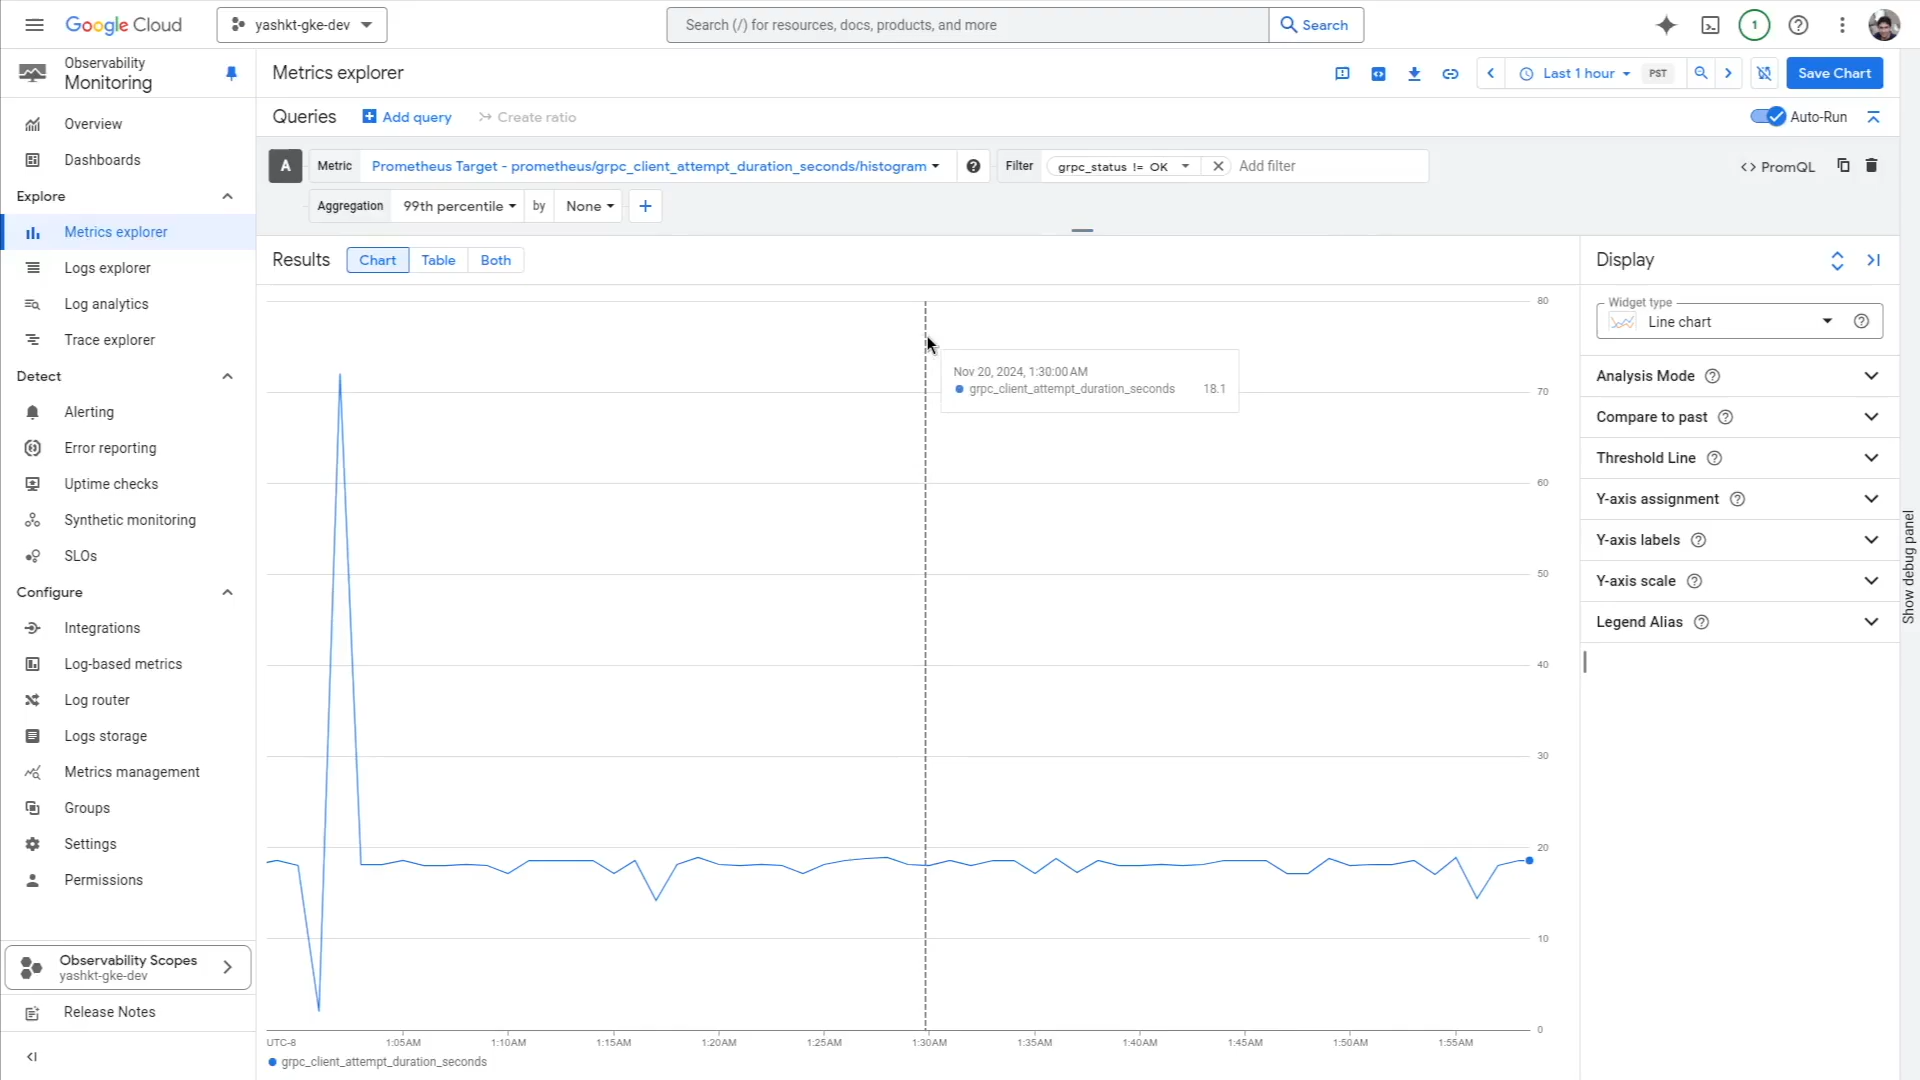 Google Cloud
yashkt-gke-dev
Search (/) for resources, docs, products, and more
Search
1
Observability
Monitoring
Metrics explorer
Last 1 hour
PST
Save Chart
Overview
Dashboards
Explore
Metrics explorer
Logs explorer
Log analytics
Trace explorer
Detect
Alerting
Error reporting
Uptime checks
Synthetic monitoring
SLOs
Configure
Integrations
Log-based metrics
Log router
Logs storage
Metrics management
Groups
Settings
Permissions
Observability Scopes
yashkt-gke-dev
Release Notes
Queries
Add query
Create ratio
Auto-Run
A
Metric
Prometheus Target - prometheus/grpc_client_attempt_duration_seconds/histogram
Filter
grpc_status != OK
Add filter
<> PromQL
Aggregation
99th percentile
by
None
Results
Chart
Table
Both
80
70
60
50
40
30
20
10
0
Nov 20, 2024, 1:30:00 AM
grpc_client_attempt_duration_seconds 18.1
UTC-8
1:05AM
1:10AM
1:15AM
1:20AM
1:25AM
1:30AM
1:35AM
1:40AM
1:45AM
1:50AM
1:55AM
grpc_client_attempt_duration_seconds
Display
Widget type
Line chart
Analysis Mode
Compare to past
Threshold Line
Y-axis assignment
Y-axis labels
Y-axis scale
Legend Alias
Show debug panel